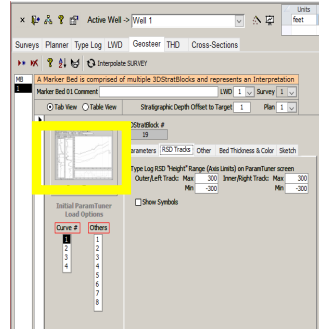 Units
Active Well -> Well 1
feet
Surveys Planner Type Log LWD Geosteer THD Cross-Sections
Interpolate SURVEY
MB A Marker Bed is comprised of multiple 3DStratBlocks and represents an Interpretation
1 Marker Bed 01 Comment LWD 1 Survey 1
Tab View Table View Stratigraphic Depth Offset to Target 1 Plan 1
3DStratBlock #
19
Parameters RSD Tracks Other Bed Thickness & Color Sketch
Type Log RSD "Height" Range (Axis Limits) on ParamTuner screen
Outer/Left Track: Max 300 Inner/Right Track: Max 300
Min -300 Min -300
Show Symbols
Initial ParamTuner
Load Options
Curve # Others
1 1
2 2
3 3
4 4
5
6
7
8